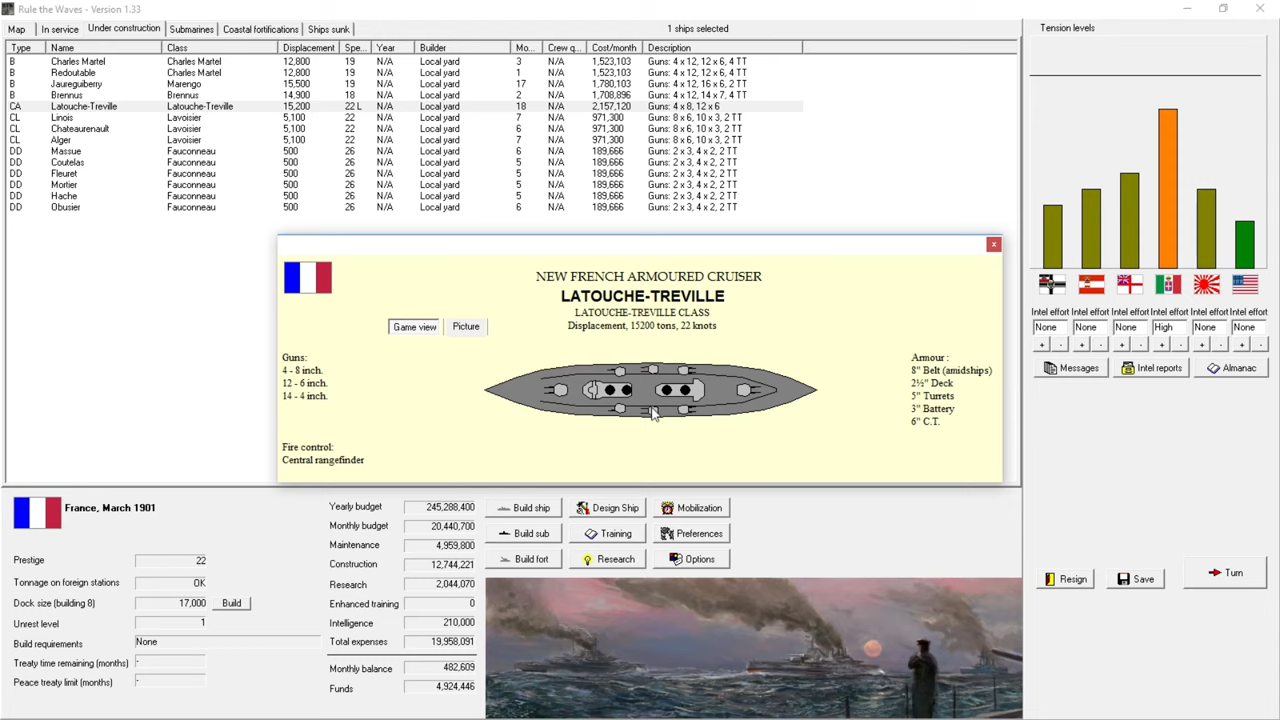 Rule the Waves - Version 1.33
Map In service Under construction Submarines Coastal fortifications Ships sunk 1 ships selected
Type Name Class Displacement Spe... Year Builder Mo... Crew q... Cost/month Description
B Charles Martel Charles Martel 12,800 19 N/A Local yard 3 N/A 1,523,103 Guns: 4 x 12, 12 x 6, 4 TT
B Redoutable Charles Martel 12,800 19 N/A Local yard 1 N/A 1,523,103 Guns: 4 x 12, 12 x 6, 4 TT
B Jaureguiberry Marengo 15,500 19 N/A Local yard 17 N/A 1,780,103 Guns: 4 x 12, 16 x 6, 2 TT
B Brennus Brennus 14,900 18 N/A Local yard 2 N/A 1,708,896 Guns: 4 x 12, 14 x 7, 4 TT
CA Latouche-Treville Latouche-Treville 15,200 22 L N/A Local yard 18 N/A 2,157,120 Guns: 4 x 8, 12 x 6
CL Linois Lavoisier 5,100 22 N/A Local yard 7 N/A 971,300 Guns: 8 x 6, 10 x 3, 2 TT
CL Chateaurenault Lavoisier 5,100 22 N/A Local yard 7 N/A 971,300 Guns: 8 x 6, 10 x 3, 2 TT
CL Alger Lavoisier 5,100 22 N/A Local yard 7 N/A 971,300 Guns: 8 x 6, 10 x 3, 2 TT
DD Massue Fauconneau 500 26 N/A Local yard 6 N/A 189,666 Guns: 2 x 3, 4 x 2, 2 TT
DD Coutelas Fauconneau 500 26 N/A Local yard 5 N/A 189,666 Guns: 2 x 3, 4 x 2, 2 TT
DD Fleuret Fauconneau 500 26 N/A Local yard 5 N/A 189,666 Guns: 2 x 3, 4 x 2, 2 TT
DD Mortier Fauconneau 500 26 N/A Local yard 5 N/A 189,666 Guns: 2 x 3, 4 x 2, 2 TT
DD Hache Fauconneau 500 26 N/A Local yard 5 N/A 189,666 Guns: 2 x 3, 4 x 2, 2 TT
DD Obusier Fauconneau 500 26 N/A Local yard 6 N/A 189,666 Guns: 2 x 3, 4 x 2, 2 TT
NEW FRENCH ARMOURED CRUISER
LATOUCHE-TREVILLE
LATOUCHE-TREVILLE CLASS
Displacement, 15200 tons, 22 knots
Game view Picture
Guns:
4 - 8 inch.
12 - 6 inch.
14 - 4 inch.
Armour :
8" Belt (amidships)
2½" Deck
5" Turrets
3" Battery
6" C.T.
Fire control:
Central rangefinder
Tension levels
Intel effort Intel effort Intel effort Intel effort Intel effort Intel effort
None None None High None None
+ - + - + - + - + - + -
Messages Intel reports Almanac
France, March 1901
Prestige 22
Tonnage on foreign stations OK
Dock size (building 8) 17,000 Build
Unrest level 1
Build requirements None
Treaty time remaining (months) -
Peace treaty limit (months) -
Yearly budget 245,288,400
Monthly budget 20,440,700
Maintenance 4,959,800
Construction 12,744,221
Research 2,044,070
Enhanced training 0
Intelligence 210,000
Total expenses 19,958,091
Monthly balance 482,609
Funds 4,924,446
Build ship Design Ship Mobilization
Build sub Training Preferences
Build fort Research Options
Resign Save Turn